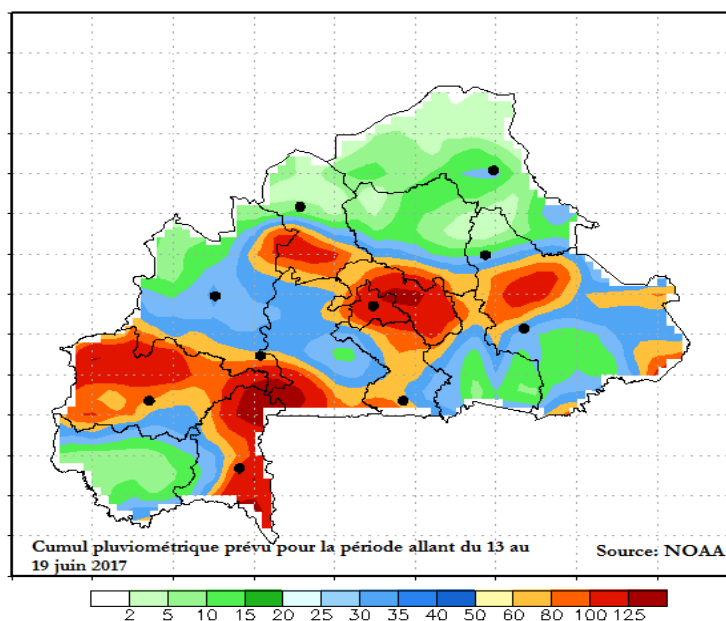 Cumul pluviométrique prévu pour la période allant du 13 au
19 juin 2017
Source: NOAA
2 5 10 15 20 25 30 35 40 50 60 80 100 125